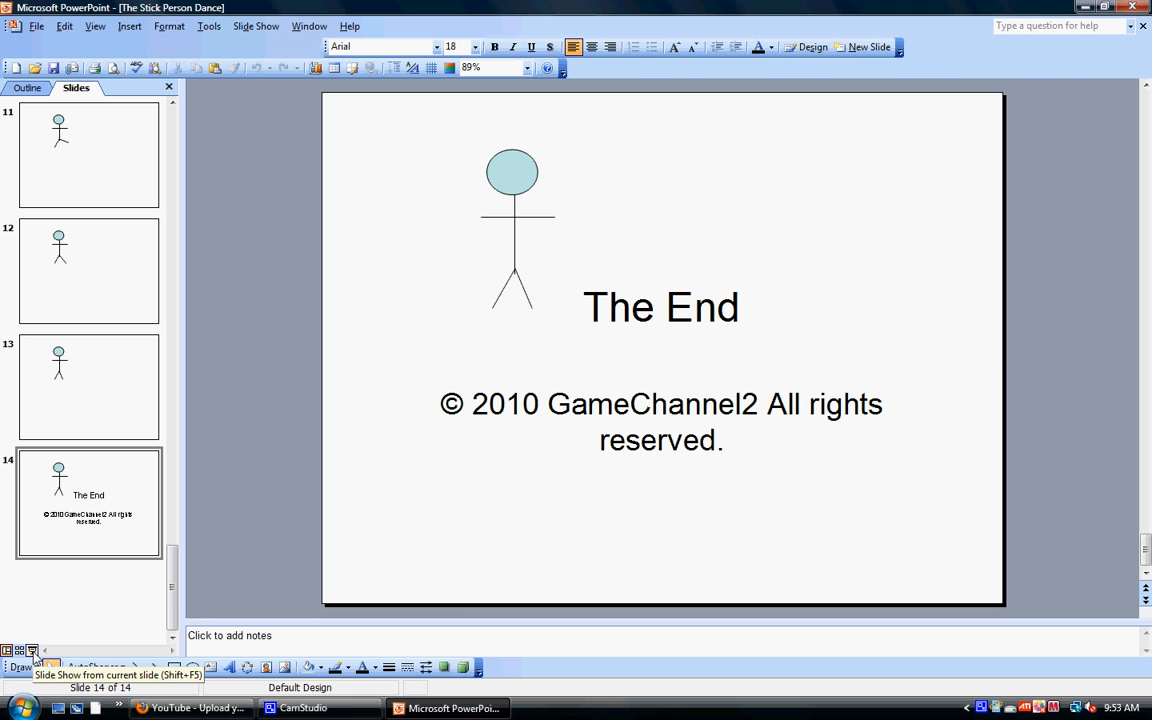 Microsoft PowerPoint - [The Stick Person Dance]
File Edit View Insert Format Tools Slide Show Window Help
Type a question for help
Arial 18 B I U S A A A Design New Slide
89%
Outline Slides
11
12
13
14
The End
© 2010 GameChannel2 All rights
reserved.
The End
© 2010 GameChannel2 All rights
reserved.
Click to add notes
Draw AutoShapes
Slide Show from current slide (Shift+F5)
Slide 14 of 14 Default Design
YouTube - Upload y... CamStudio Microsoft PowerPoi... 9:53 AM